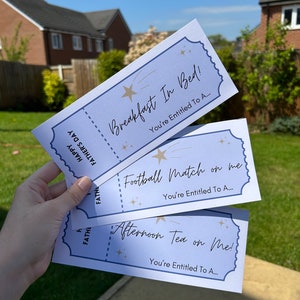 HAPPY
FATHER'S DAY
Breakfast In Bed!
You're Entitled To A...
Football Match on me
You're Entitled To A...
FATHER
Afternoon Tea on Me!
You're Entitled To A...